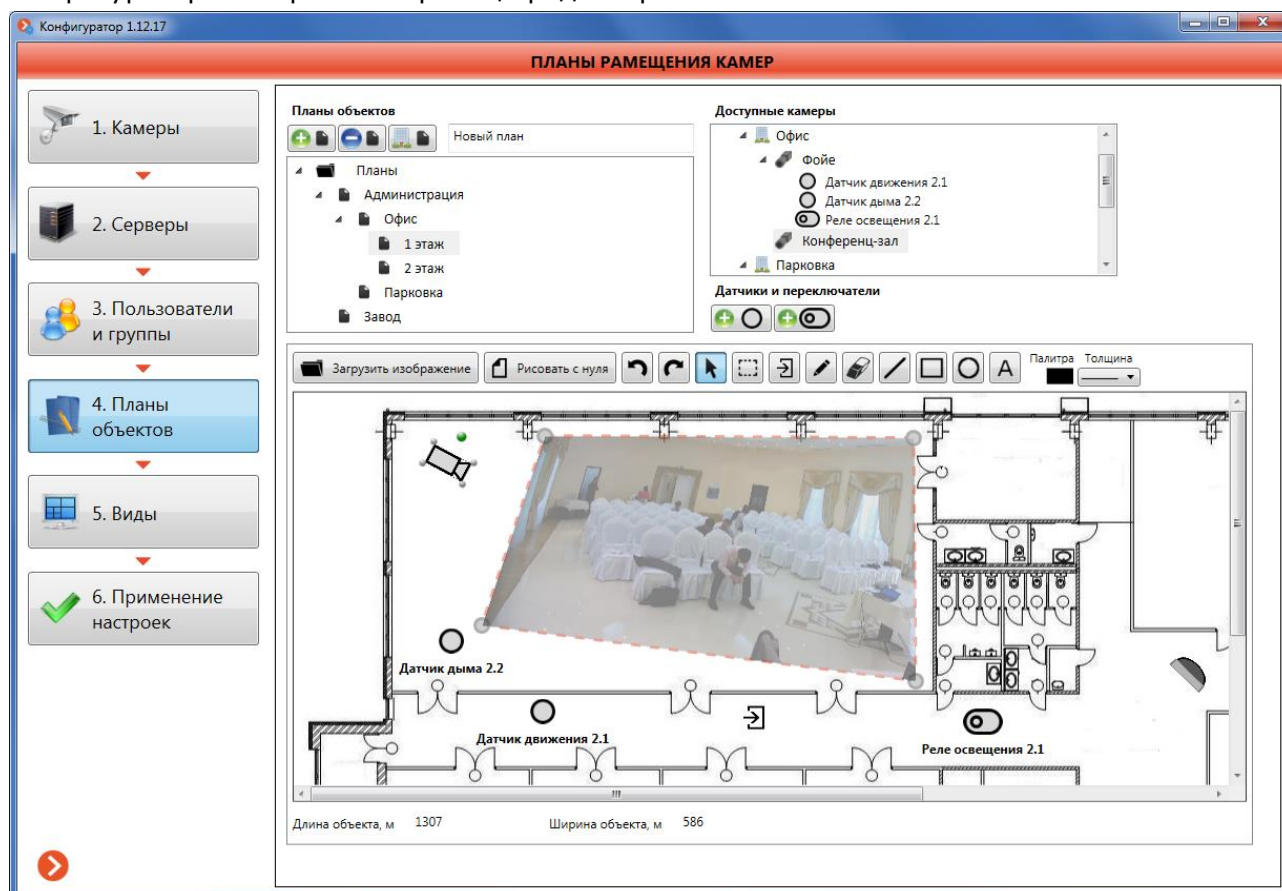 Конфигуратор 1.12.17
ПЛАНЫ РАМЕЩЕНИЯ КАМЕР
1. Камеры
2. Серверы
3. Пользователи
и группы
4. Планы
объектов
5. Виды
6. Применение
настроек
Планы объектов
Новый план
Планы
Администрация
Офис
1 этаж
2 этаж
Парковка
Завод
Доступные камеры
Офис
Фойе
Датчик движения 2.1
Датчик дыма 2.2
Реле освещения 2.1
Конференц-зал
Парковка
Датчики и переключатели
Загрузить изображение
Рисовать с нуля
A
Палитра
Толщина
Датчик дыма 2.2
Датчик движения 2.1
Реле освещения 2.1
Длина объекта, м 1307
Ширина объекта, м 586